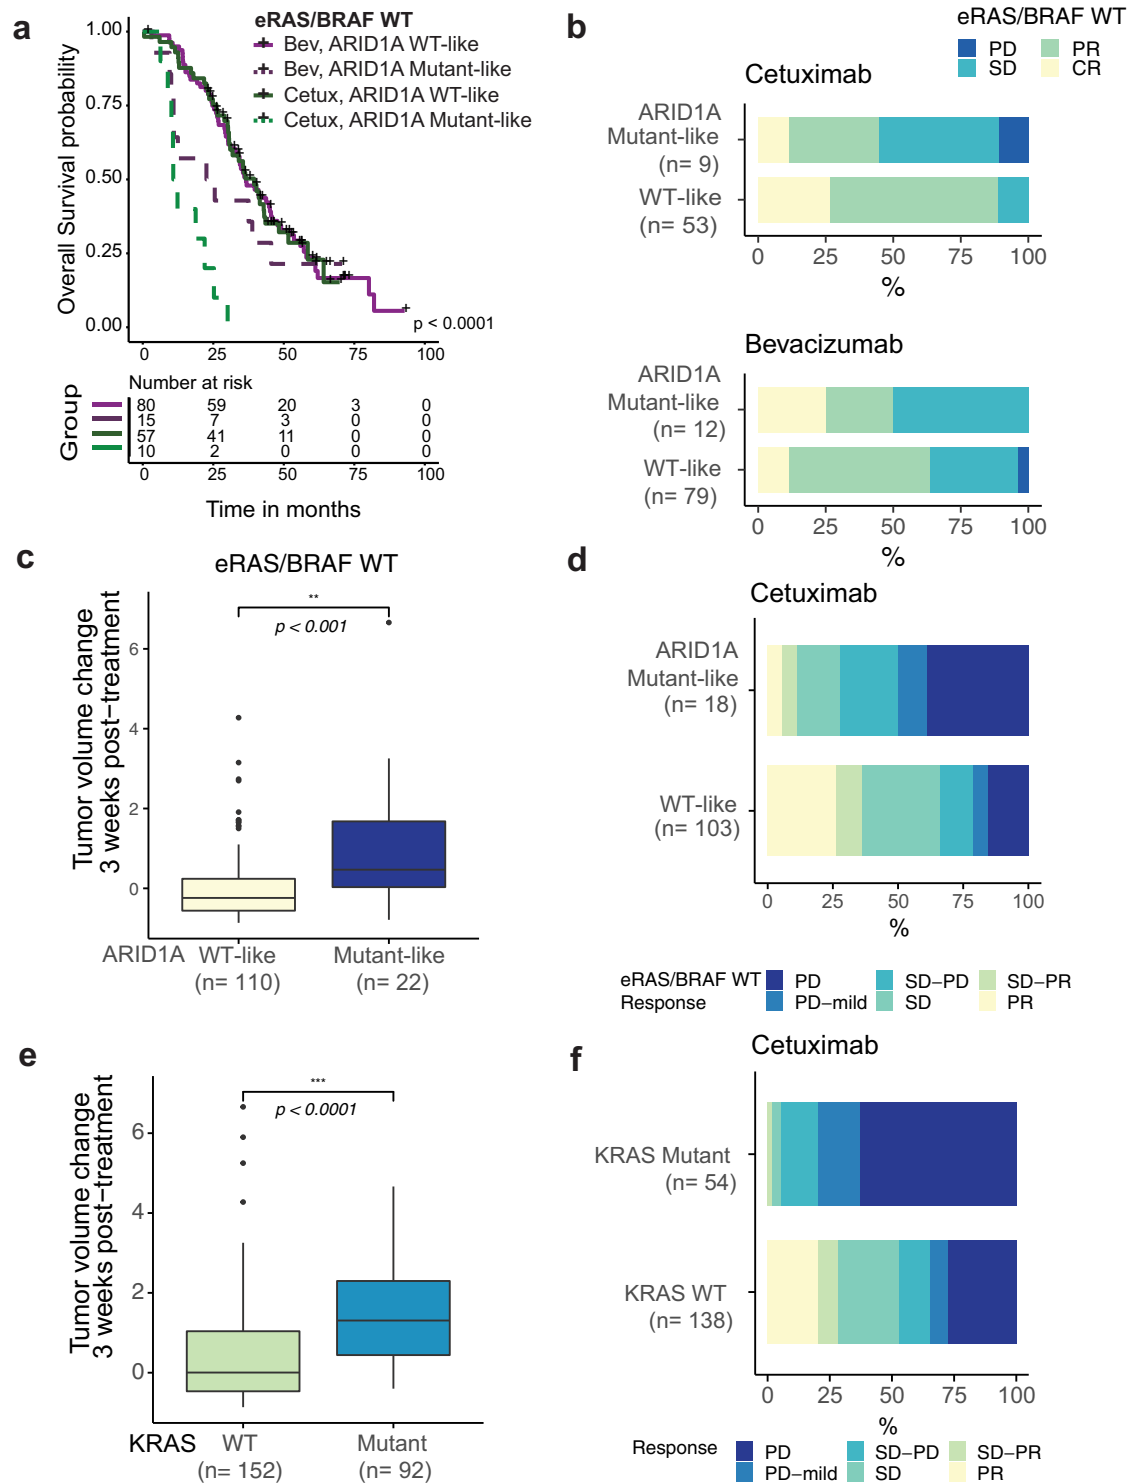 a
eRAS/BRAF WT
Bev, ARID1A WT-like
Bev, ARID1A Mutant-like
Cetux, ARID1A WT-like
Cetux, ARID1A Mutant-like
Overall Survival probability
1.00
0.75
0.50
0.25
0.00
p < 0.0001
0 25 50 75 100
Number at risk
Group
80 59 20 3 0
15 7 3 0 0
57 41 11 0 0
10 2 0 0 0
0 25 50 75 100
Time in months
b
eRAS/BRAF WT
PD PR
SD CR
Cetuximab
ARID1A
Mutant-like
(n= 9)
WT-like
(n= 53)
0 25 50 75 100
%
Bevacizumab
ARID1A
Mutant-like
(n= 12)
WT-like
(n= 79)
0 25 50 75 100
%
c
eRAS/BRAF WT
Tumor volume change
3 weeks post−treatment
**
p < 0.001
6
4
2
0
ARID1A WT-like Mutant-like
(n= 110) (n= 22)
d
Cetuximab
ARID1A
Mutant-like
(n= 18)
WT-like
(n= 103)
0 25 50 75 100
%
eRAS/BRAF WT
Response
PD SD−PD SD−PR
PD−mild SD PR
e
Tumor volume change
3 weeks post−treatment
***
p < 0.0001
6
4
2
0
KRAS WT Mutant
(n= 152) (n= 92)
f
Cetuximab
KRAS Mutant
(n= 54)
KRAS WT
(n= 138)
0 25 50 75 100
%
Response
PD SD−PD SD−PR
PD−mild SD PR